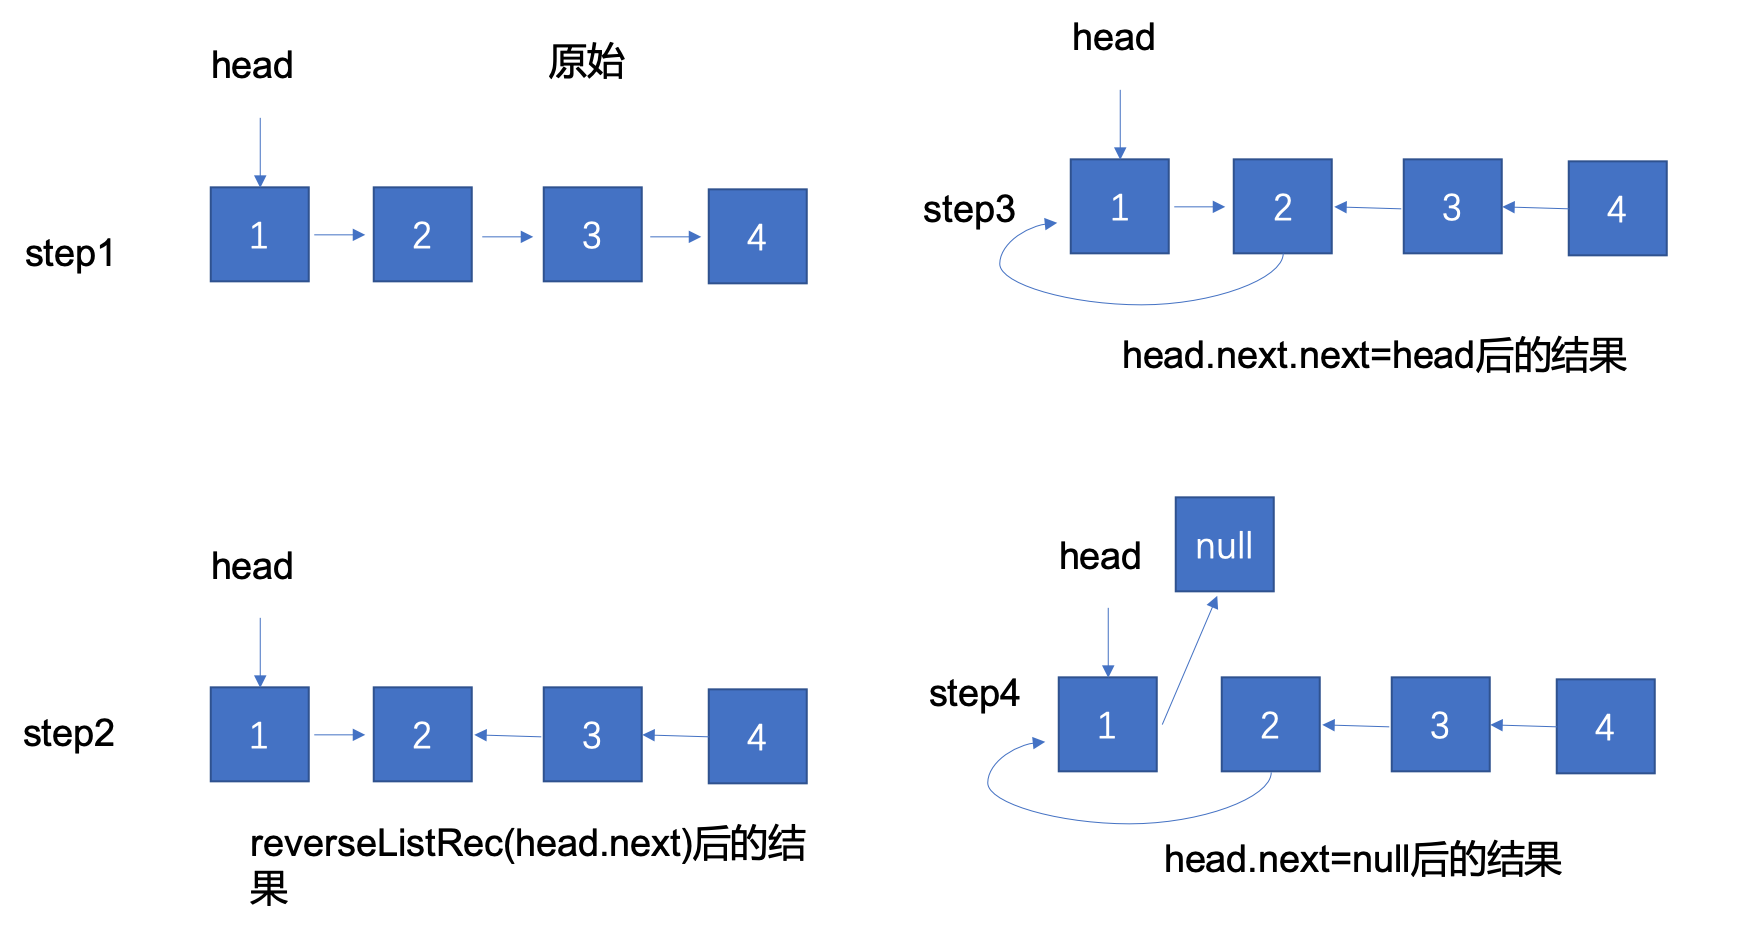 head
原始
step1
1
2
3
4
head
step3
1
2
3
4
head.next.next=head后的结果
head
step2
1
2
3
4
reverseListRec(head.next)后的结
果
head
null
step4
1
2
3
4
head.next=null后的结果